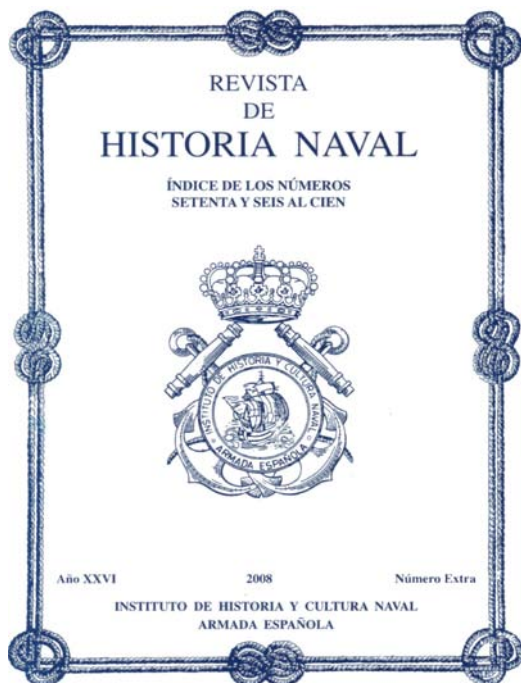 REVISTA
DE
HISTORIA NAVAL
ÍNDICE DE LOS NÚMEROS
SETENTA Y SEIS AL CIEN
INSTITUTO DE HISTORIA Y CULTURA NAVAL
ARMADA ESPAÑOLA
Año XXVI 2008 Número Extra
INSTITUTO DE HISTORIA Y CULTURA NAVAL
ARMADA ESPAÑOLA